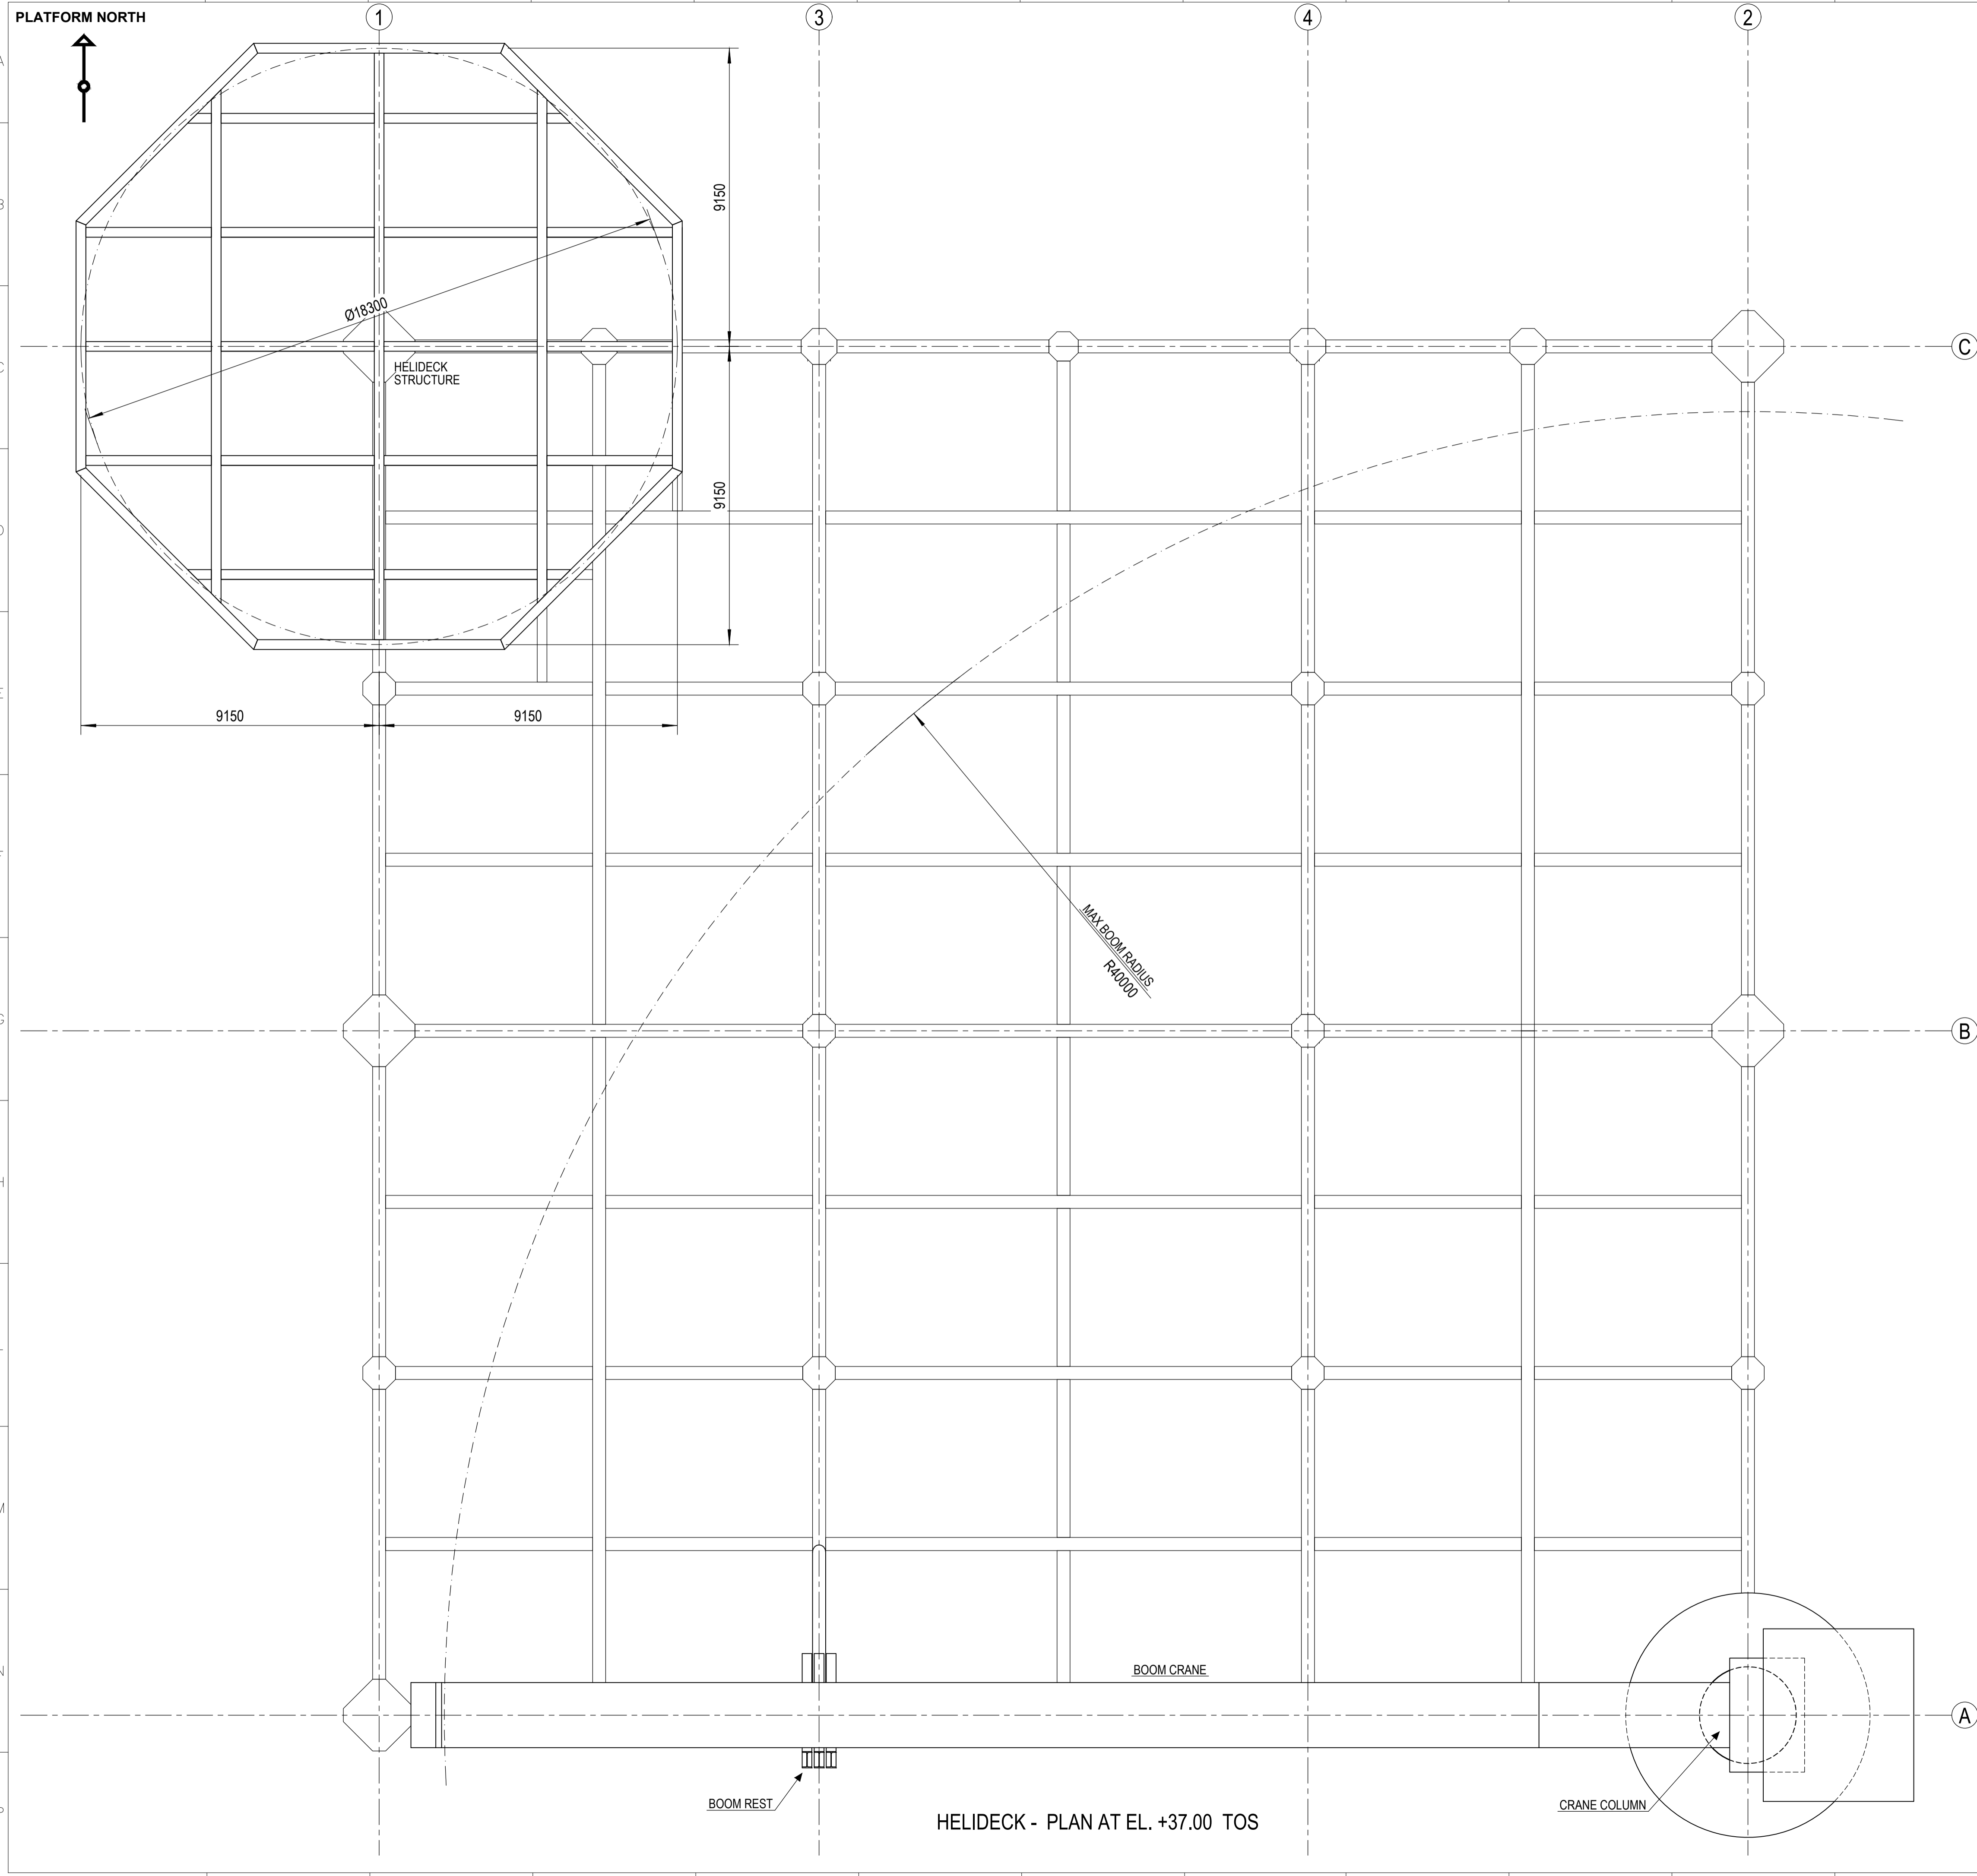 PLATFORM NORTH
1
3
4
2
A
B
9150
Ø18300
HELIDECK
STRUCTURE
C
C
9150
D
E
9150
9150
F
MAX BOOM RADIUS
R40000
G
B
H
M
N
BOOM CRANE
A
BOOM REST
CRANE COLUMN
P
HELIDECK - PLAN AT EL. +37.00 TOS